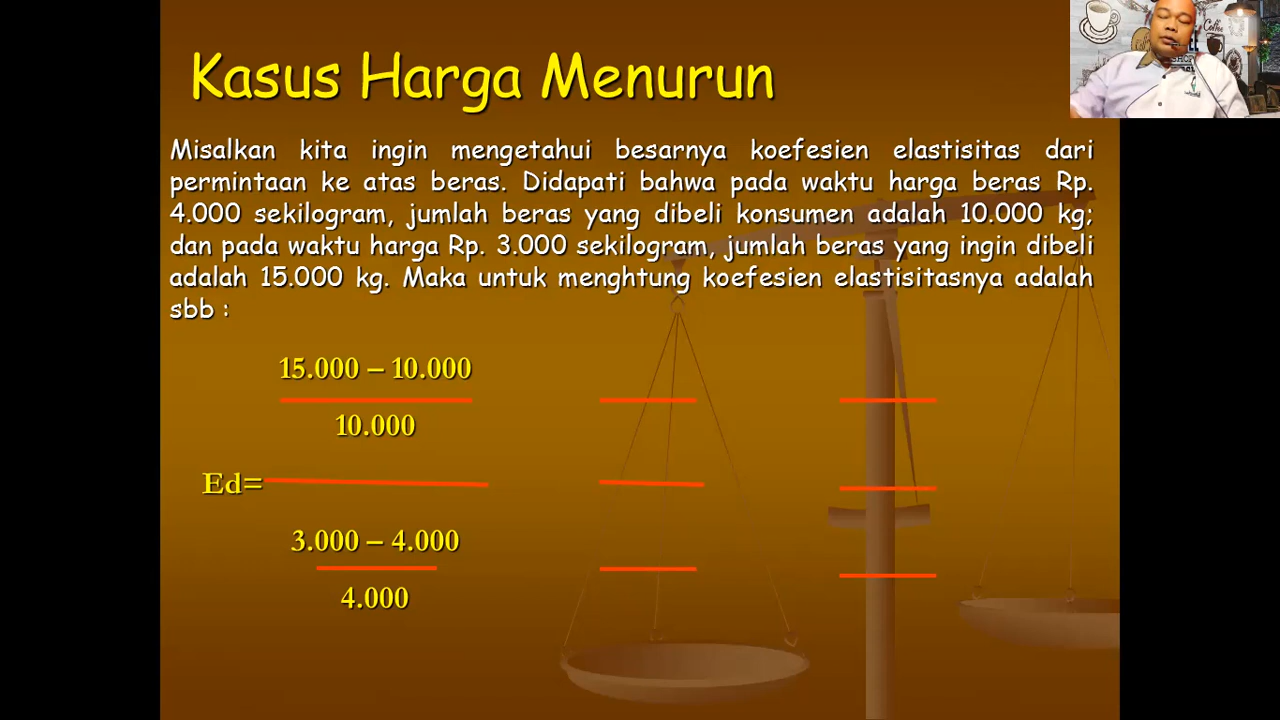 Kasus Harga Menurun
Misalkan kita ingin mengetahui besarnya koefesien elastisitas dari
permintaan ke atas beras. Didapati bahwa pada waktu harga beras Rp.
4.000 sekilogram, jumlah beras yang dibeli konsumen adalah 10.000 kg;
dan pada waktu harga Rp. 3.000 sekilogram, jumlah beras yang ingin dibeli
adalah 15.000 kg. Maka untuk menghtung koefesien elastisitasnya adalah
sbb :
15.000 – 10.000
10.000
Ed=
3.000 – 4.000
4.000
Coffee